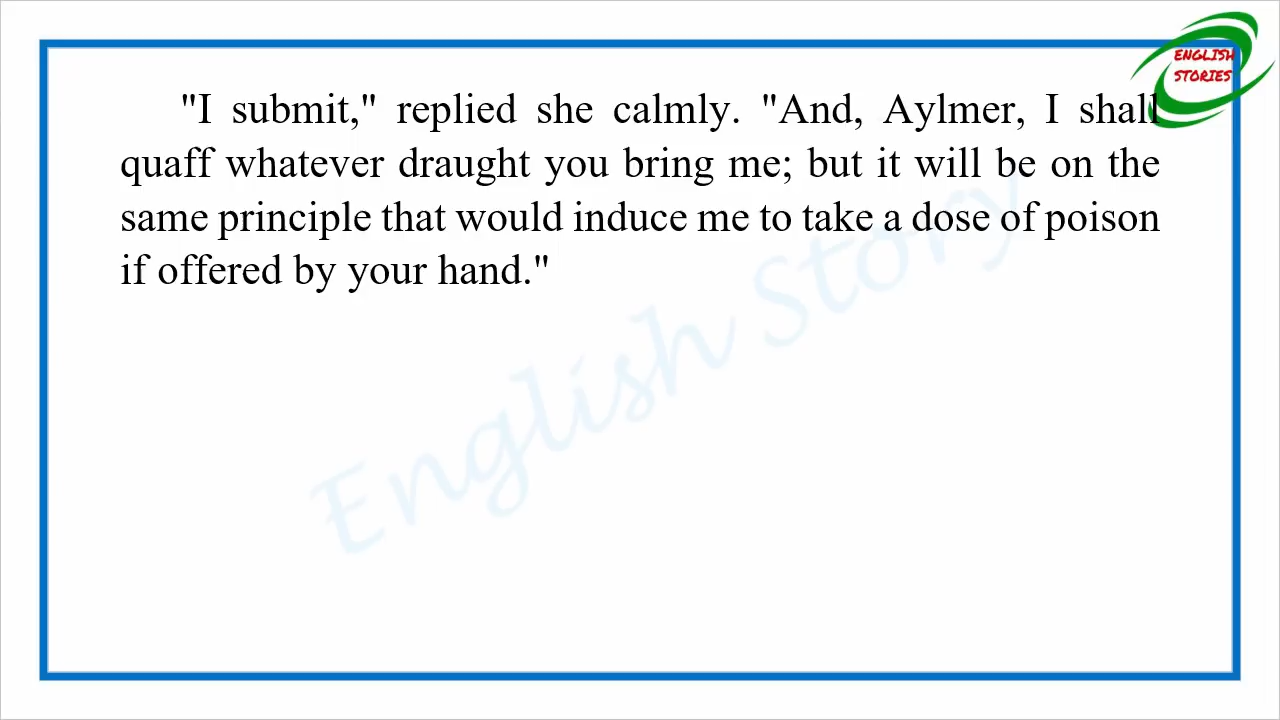 ENGLISH
STORIES
"I submit," replied she calmly. "And, Aylmer, I shall
quaff whatever draught you bring me; but it will be on the
same principle that would induce me to take a dose of poison
if offered by your hand."
English Story